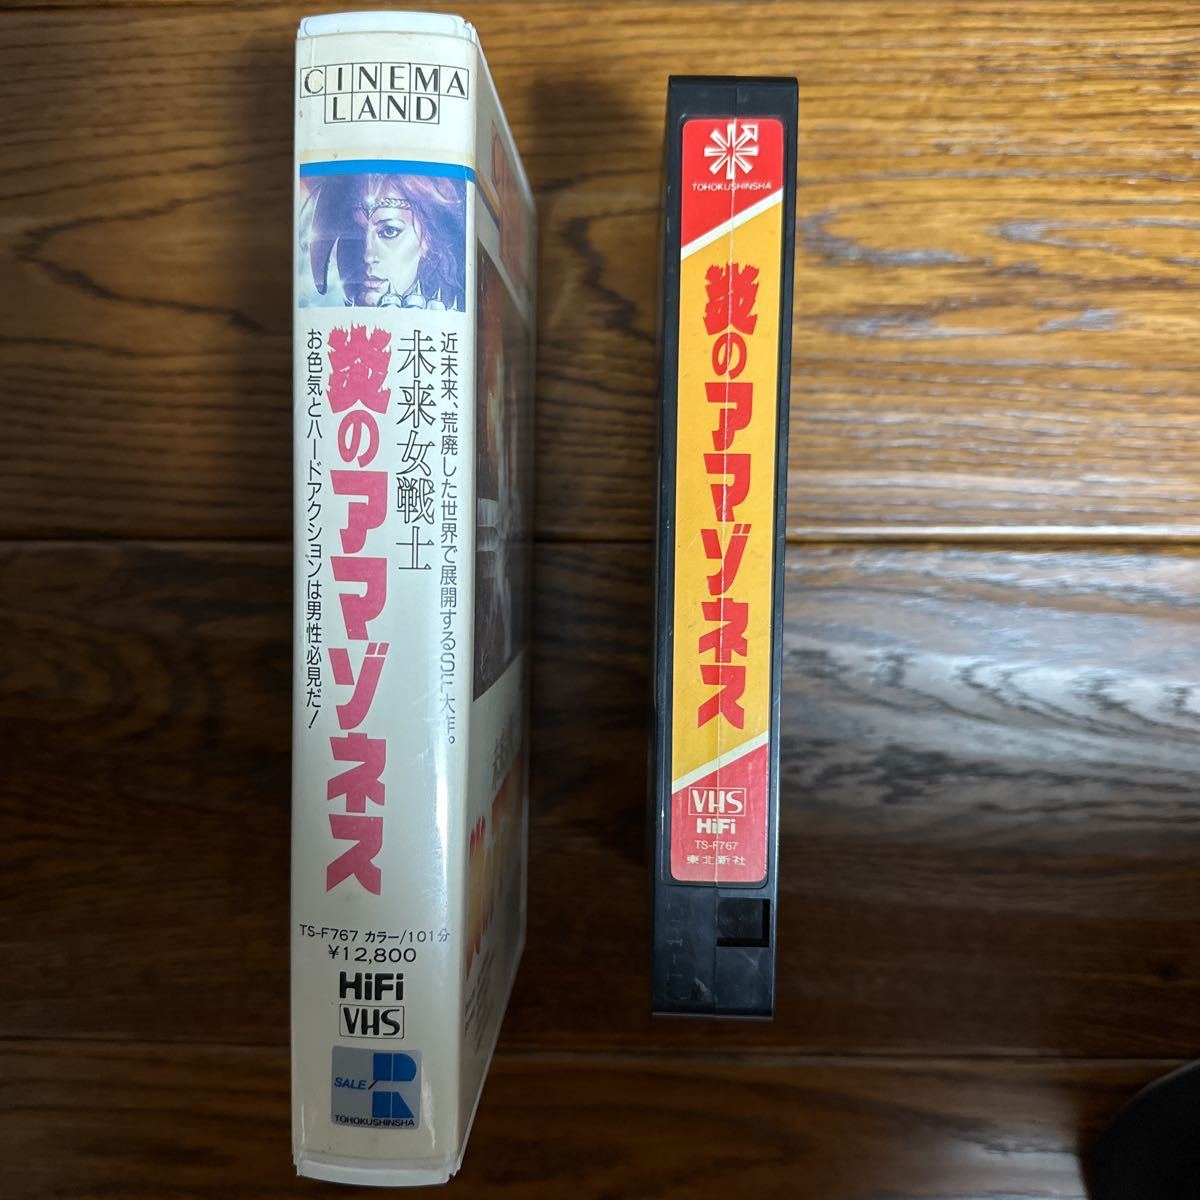 CINEMA
LAND
近未来、荒廃した世界で展開するSF大作。
未来女戦士
炎のアマゾネス
お色気とハードアクションは男性必見だ!
TS-F767 カラー/101分
¥12,800
HiFi
VHS
SALE/R
TOHOKUSHINSHA
TOHOKUSHINSHA
炎のアマゾネス
VHS
HiFi
TS-F767
東北新社